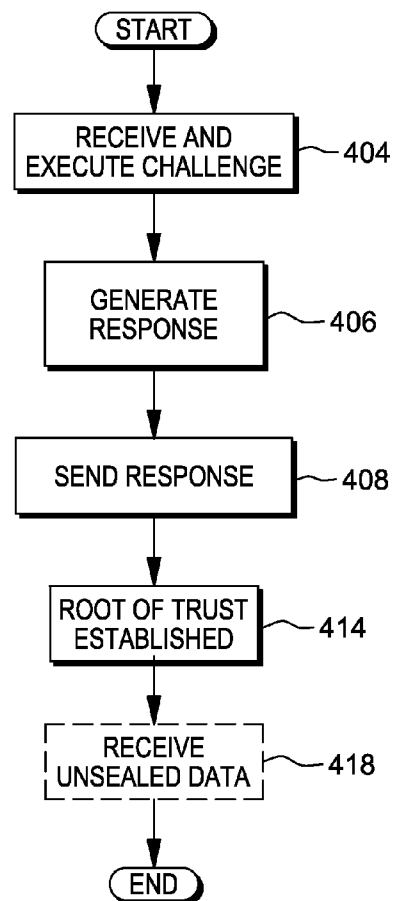 START
RECEIVE AND
EXECUTE CHALLENGE
404
GENERATE
RESPONSE
406
SEND RESPONSE
408
ROOT OF TRUST
ESTABLISHED
414
RECEIVE
UNSEALED DATA
418
END